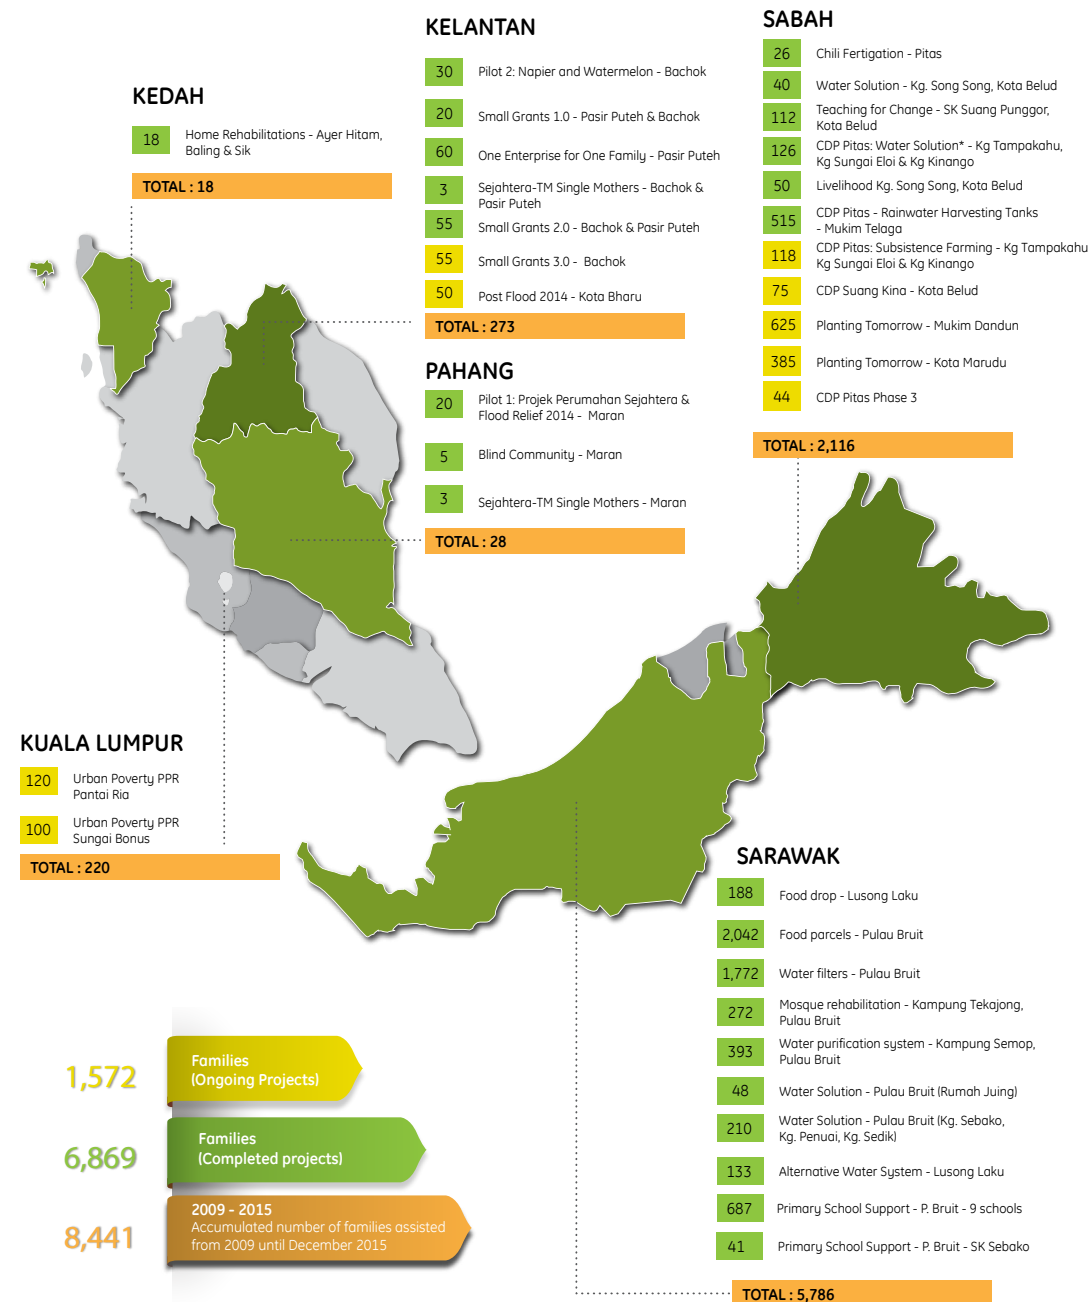 KEDAH
18
Home Rehabilitations - Ayer Hitam,
Baling & Sik
TOTAL : 18
KELANTAN
30
Pilot 2: Napier and Watermelon - Bachok
20
Small Grants 1.0 - Pasir Puteh & Bachok
60
One Enterprise for One Family - Pasir Puteh
3
Sejahtera-TM Single Mothers - Bachok &
Pasir Puteh
55
Small Grants 2.0 - Bachok & Pasir Puteh
55
Small Grants 3.0 - Bachok
50
Post Flood 2014 - Kota Bharu
TOTAL : 273
PAHANG
20
Pilot 1: Projek Perumahan Sejahtera &
Flood Relief 2014 - Maran
5
Blind Community - Maran
3
Sejahtera-TM Single Mothers - Maran
TOTAL : 28
SABAH
26
Chili Fertigation - Pitas
40
Water Solution - Kg. Song Song, Kota Belud
112
Teaching for Change - SK Suang Punggor,
Kota Belud
126
CDP Pitas: Water Solution* - Kg Tampakahu,
Kg Sungai Eloi & Kg Kinango
50
Livelihood Kg. Song Song, Kota Belud
515
CDP Pitas - Rainwater Harvesting Tanks
- Mukim Telaga
118
CDP Pitas: Subsistence Farming - Kg Tampakahu
Kg Sungai Eloi & Kg Kinango
75
CDP Suang Kina - Kota Belud
625
Planting Tomorrow - Mukim Dandun
385
Planting Tomorrow - Kota Marudu
44
CDP Pitas Phase 3
TOTAL : 2,116
KUALA LUMPUR
120
Urban Poverty PPR
Pantai Ria
100
Urban Poverty PPR
Sungai Bonus
TOTAL : 220
SARAWAK
188
Food drop - Lusong Laku
2,042
Food parcels - Pulau Bruit
1,772
Water filters - Pulau Bruit
272
Mosque rehabilitation - Kampung Tekajong,
Pulau Bruit
393
Water purification system - Kampung Semop,
Pulau Bruit
48
Water Solution - Pulau Bruit (Rumah Juing)
210
Water Solution - Pulau Bruit (Kg. Sebako,
Kg. Penuai, Kg. Sedik)
133
Alternative Water System - Lusong Laku
687
Primary School Support - P. Bruit - 9 schools
41
Primary School Support - P. Bruit - SK Sebako
TOTAL : 5,786
1,572
Families
(Ongoing Projects)
6,869
Families
(Completed projects)
8,441
2009 - 2015
Accumulated number of families assisted
from 2009 until December 2015